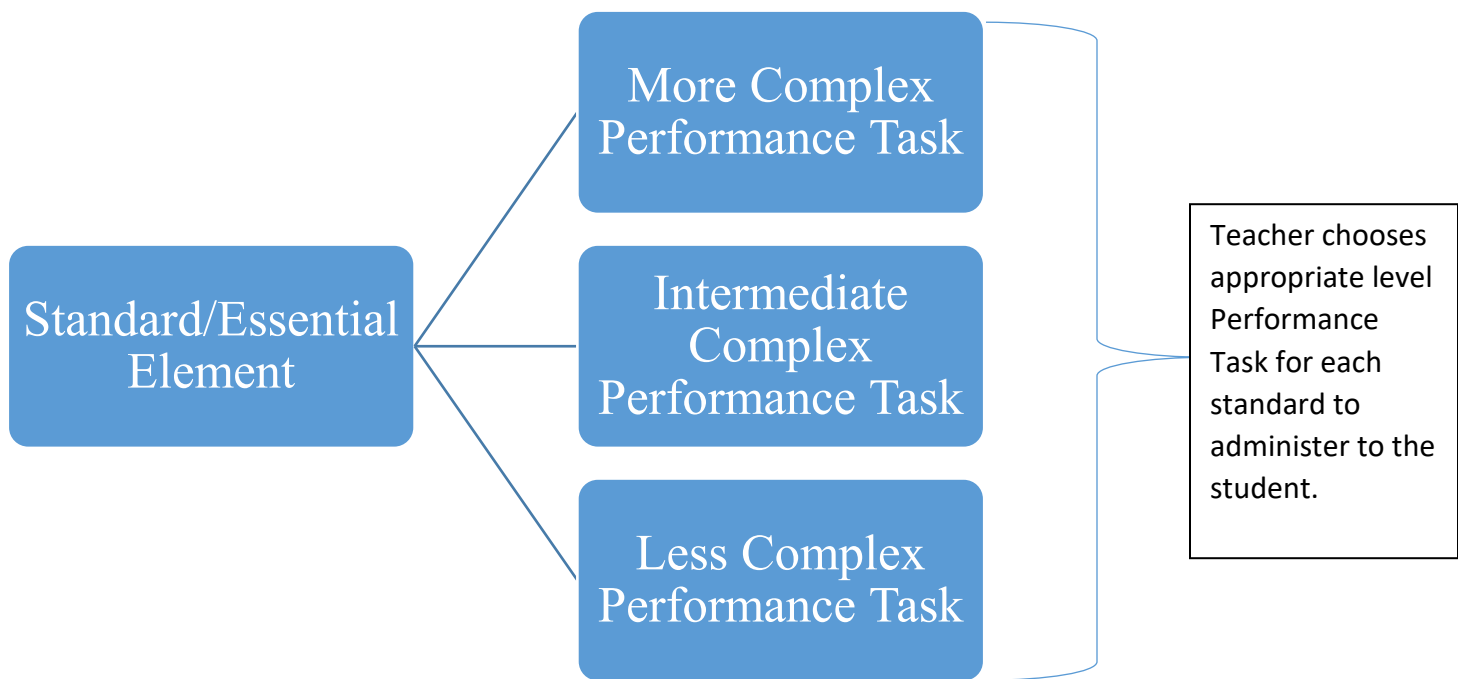 More Complex
Performance Task
Standard/Essential
Element
Intermediate
Complex
Performance Task
Less Complex
Performance Task
Teacher chooses
appropriate level
Performance
Task for each
standard to
administer to the
student.